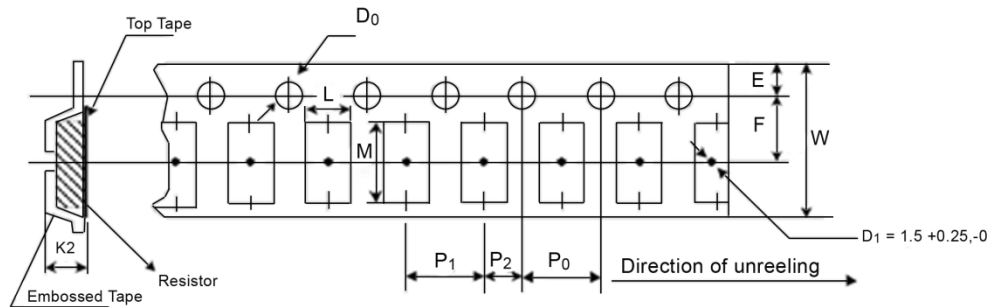 Top Tape
D0
E
L
F
W
M
K2
P1
P2
P0
Direction of unreeling
D1 = 1.5 +0.25,-0
Resistor
Embossed Tape